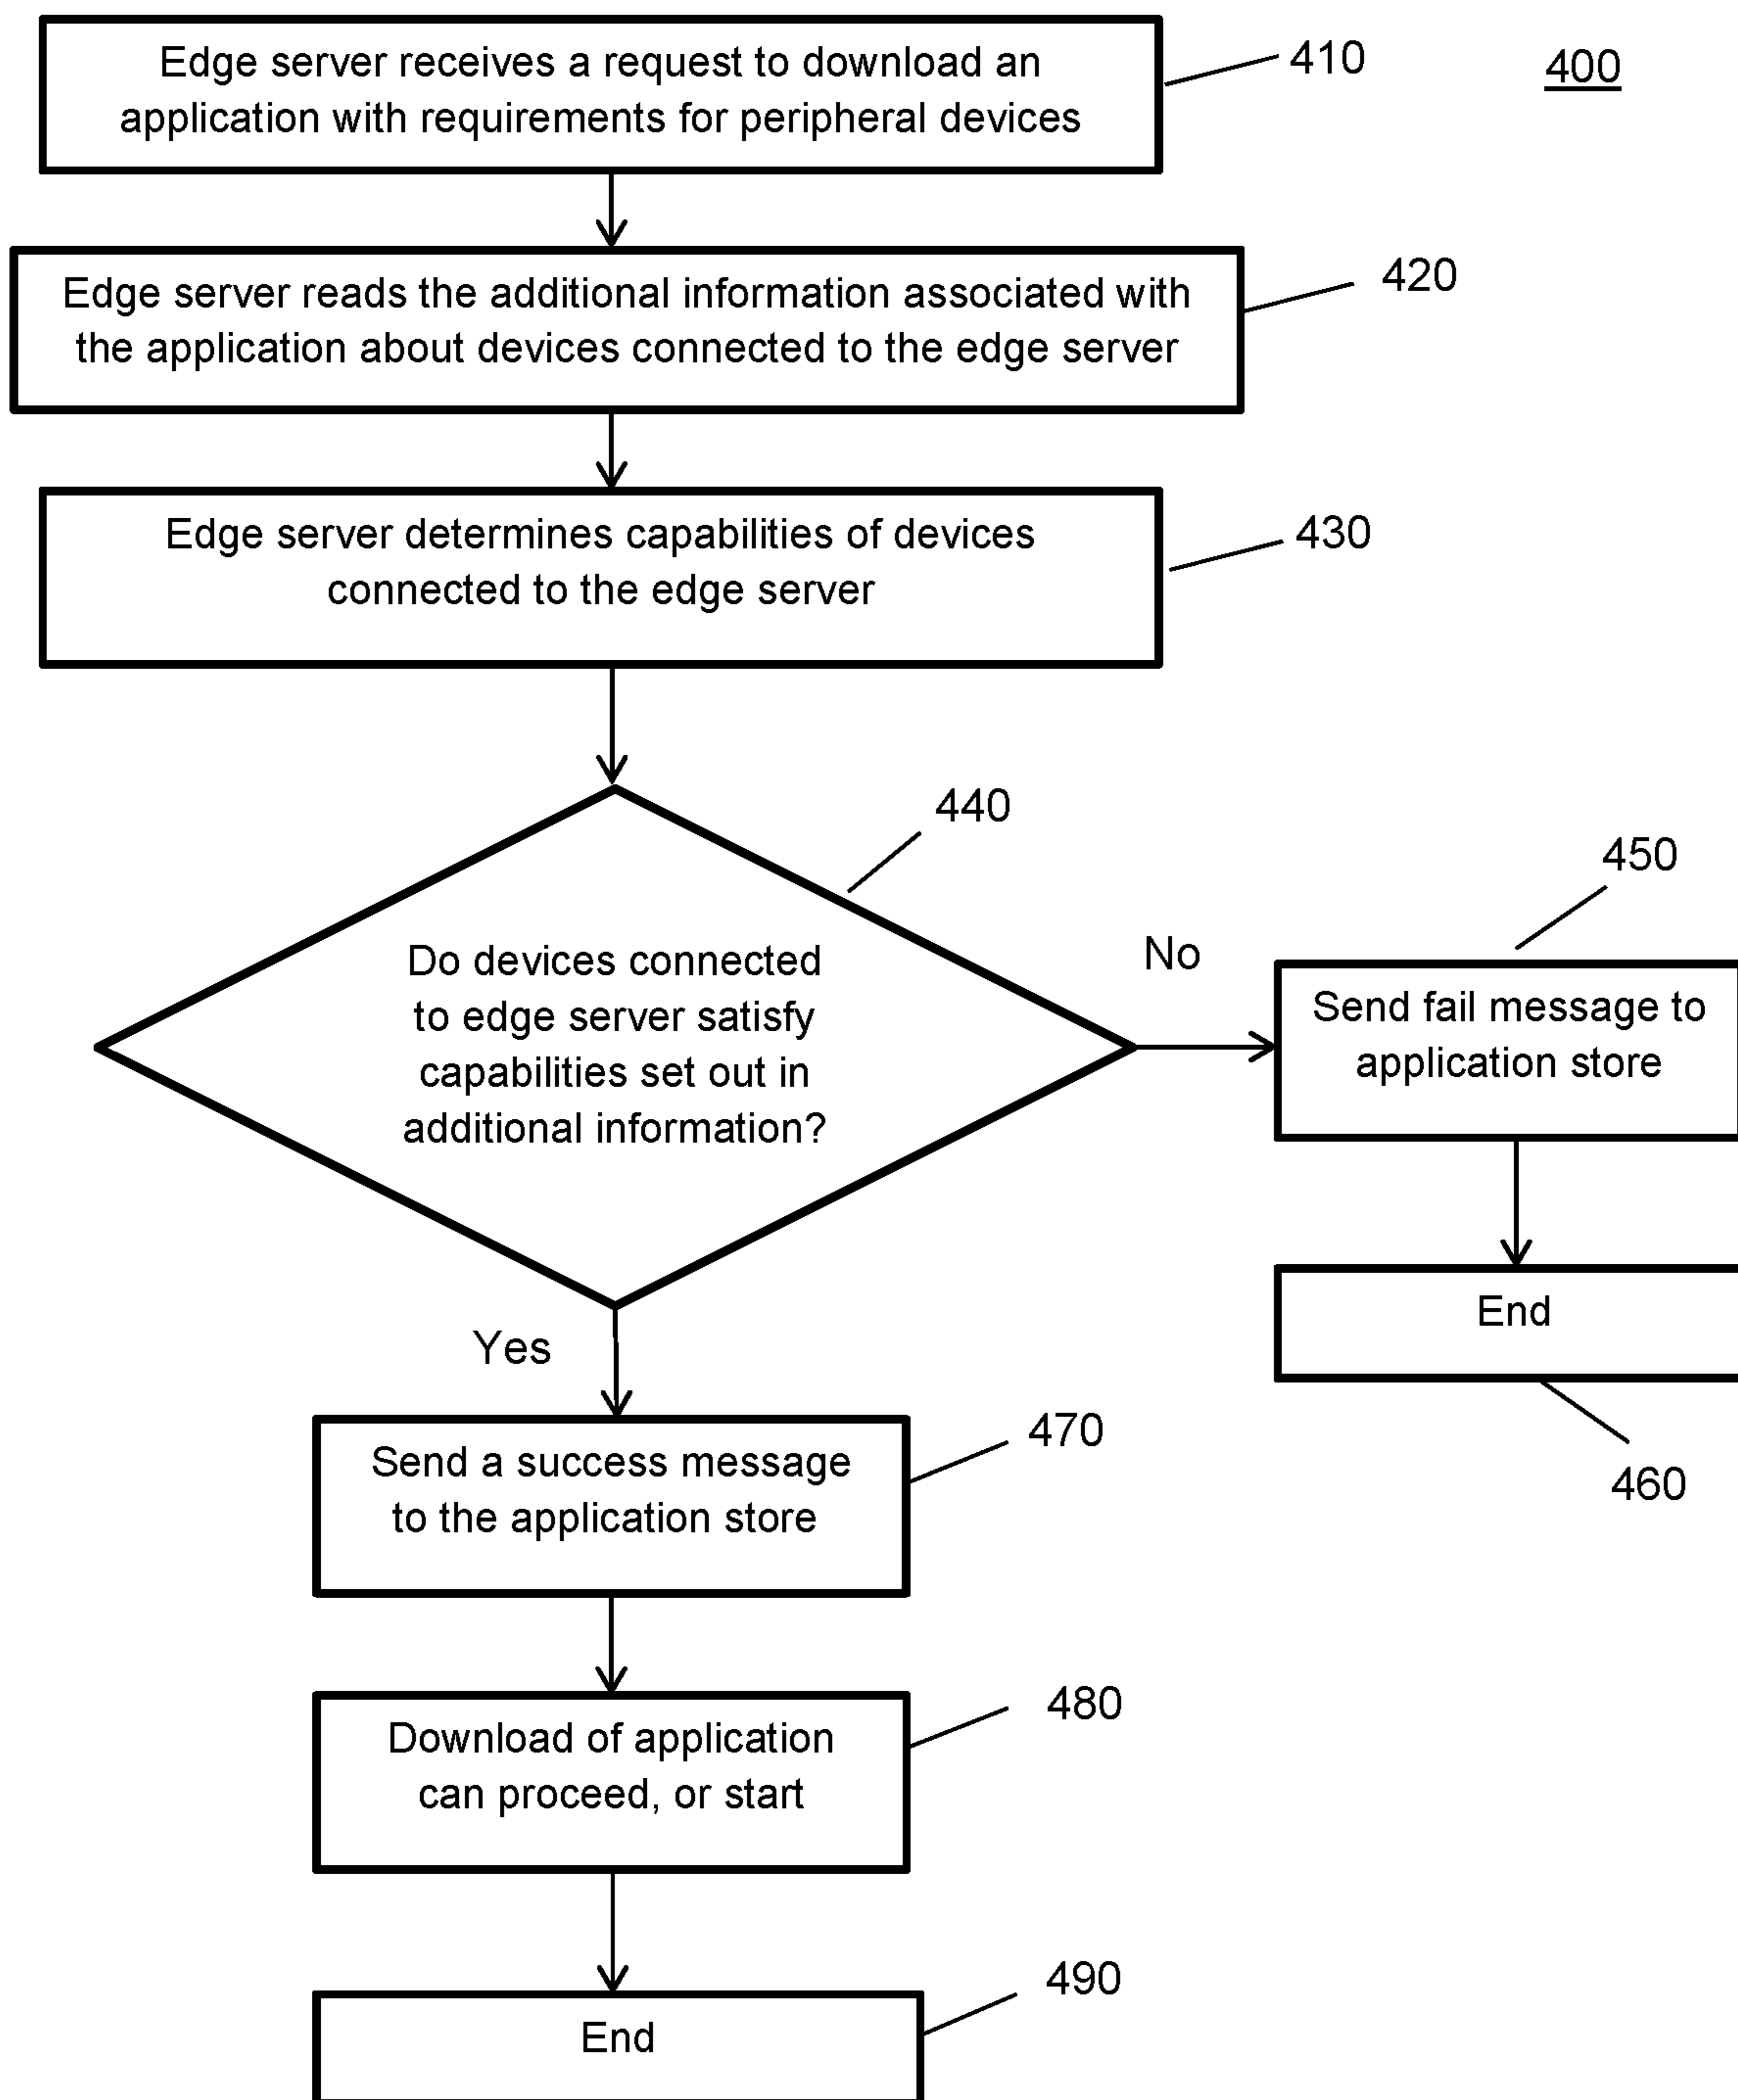 Edge server receives a request to download an
application with requirements for peripheral devices
410
400
Edge server reads the additional information associated with
the application about devices connected to the edge server
420
Edge server determines capabilities of devices
connected to the edge server
430
440
Do devices connected
to edge server satisfy
capabilities set out in
additional information?
No
450
Send fail message to
application store
End
460
Yes
470
Send a success message
to the application store
480
Download of application
can proceed, or start
490
End